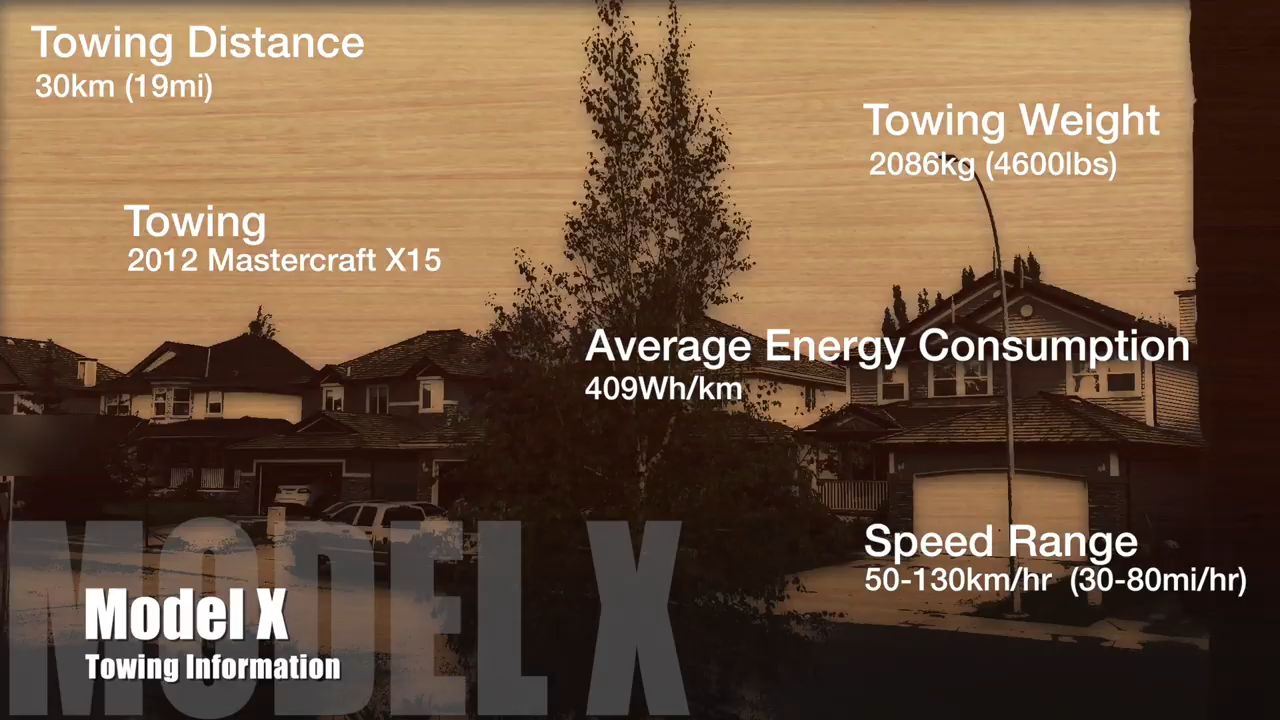 Towing Distance
30km (19mi)
Towing Weight
2086kg (4600lbs)
Towing
2012 Mastercraft X15
Average Energy Consumption
409Wh/km
Speed Range
50-130km/hr (30-80mi/hr)
MODEL X
Model X
Towing Information